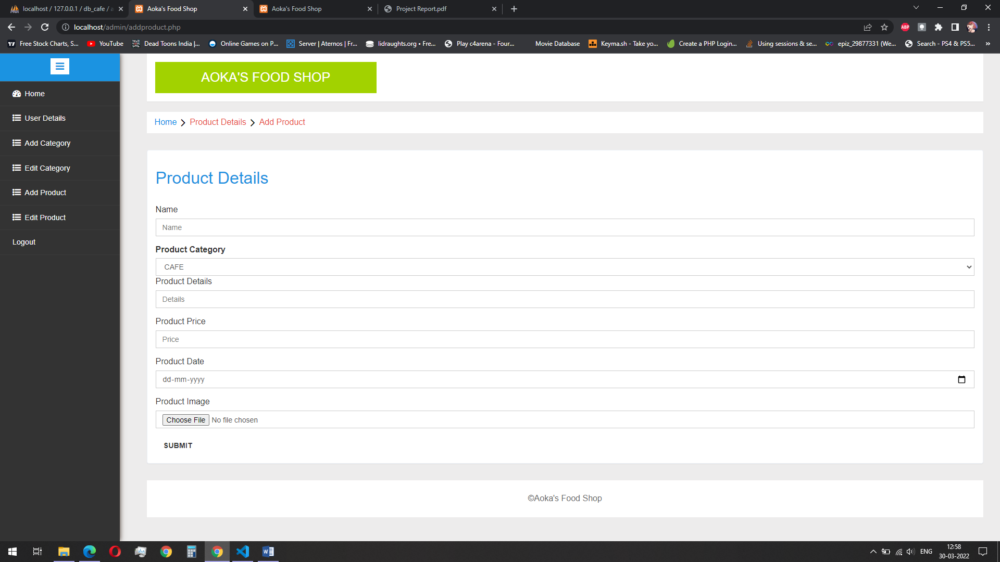 localhost / 127.0.0.1 / db_cafe / a
Aoka's Food Shop
Aoka's Food Shop
Project Report.pdf
localhost/admin/addproduct.php
ABP
Free Stock Charts, S...
YouTube
Dead Toons India |...
Online Games on P...
Server | Aternos | Fr...
lidraughts.org • Fre...
Play c4arena - Four...
Movie Database
Keyma.sh - Take yo...
Create a PHP Login...
Using sessions & se...
epiz_29877331 (We...
Search - PS4 & PS5...
»
AOKA'S FOOD SHOP
Home
User Details
Add Category
Edit Category
Add Product
Edit Product
Logout
Home > Product Details > Add Product
Product Details
Name
Name
Product Category
CAFE
Product Details
Details
Product Price
Price
Product Date
dd-mm-yyyy
Product Image
Choose File No file chosen
SUBMIT
©Aoka's Food Shop
ENG
12:58
30-03-2022